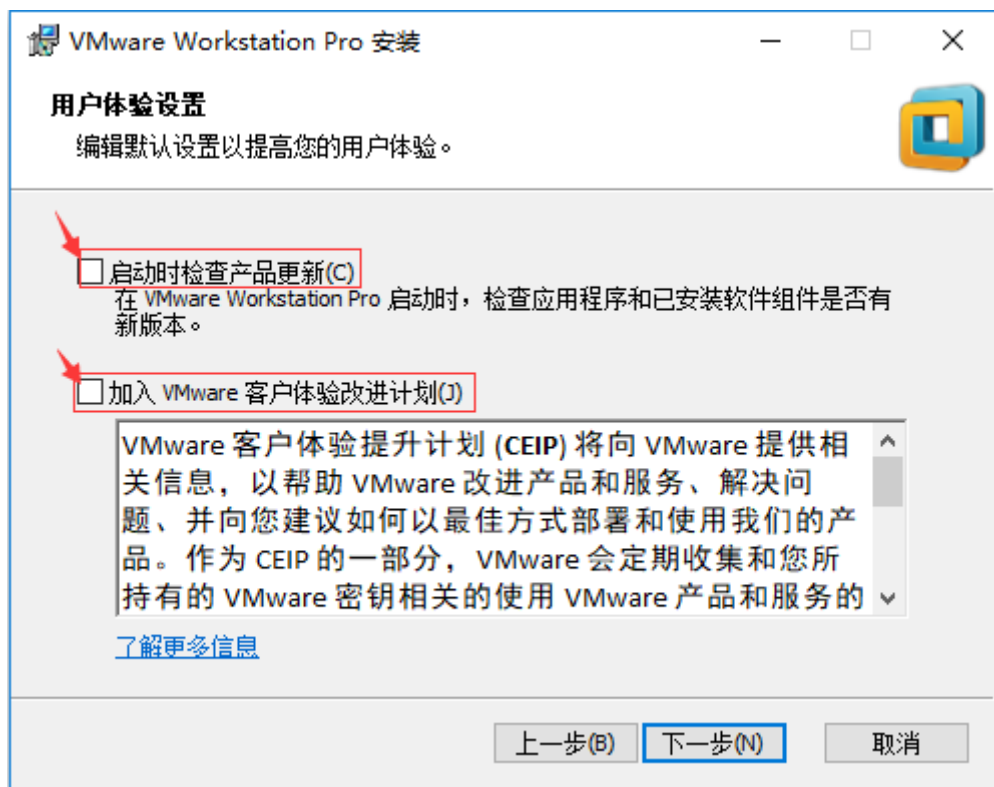 VMware Workstation Pro 安装
用户体验设置
编辑默认设置以提高您的用户体验。
启动时检查产品更新(C)
在 VMware Workstation Pro 启动时，检查应用程序和已安装软件组件是否有
新版本。
加入 VMware 客户体验改进计划(J)
VMware 客户体验提升计划 (CEIP) 将向 VMware 提供相
关信息，以帮助 VMware 改进产品和服务、解决问
题、并向您建议如何以最佳方式部署和使用我们的产
品。作为 CEIP 的一部分，VMware 会定期收集和您所
持有的 VMware 密钥相关的使用 VMware 产品和服务的
了解更多信息
上一步(B) 下一步(N) 取消